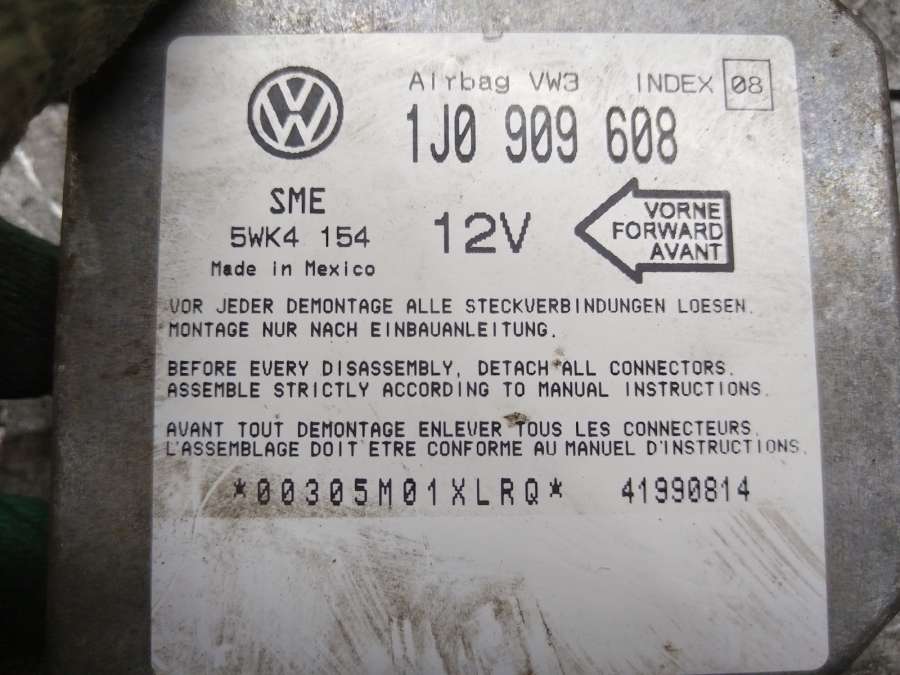 Airbag VW3 INDEX 08
1J0 909 608
SME
5WK4 154
Made in Mexico
12V
VORNE
FORWARD
AVANT
VOR JEDER DEMONTAGE ALLE STECKVERBINDUNGEN LOESEN.
MONTAGE NUR NACH EINBAUANLEITUNG.
BEFORE EVERY DISASSEMBLY, DETACH ALL CONNECTORS.
ASSEMBLE STRICTLY ACCORDING TO MANUAL INSTRUCTIONS.
AVANT TOUT DEMONTAGE ENLEVER TOUS LES CONNECTEURS.
L'ASSEMBLAGE DOIT ETRE CONFORME AU MANUEL D'INSTRUCTIONS.
*00305M01XLRQ* 41990814